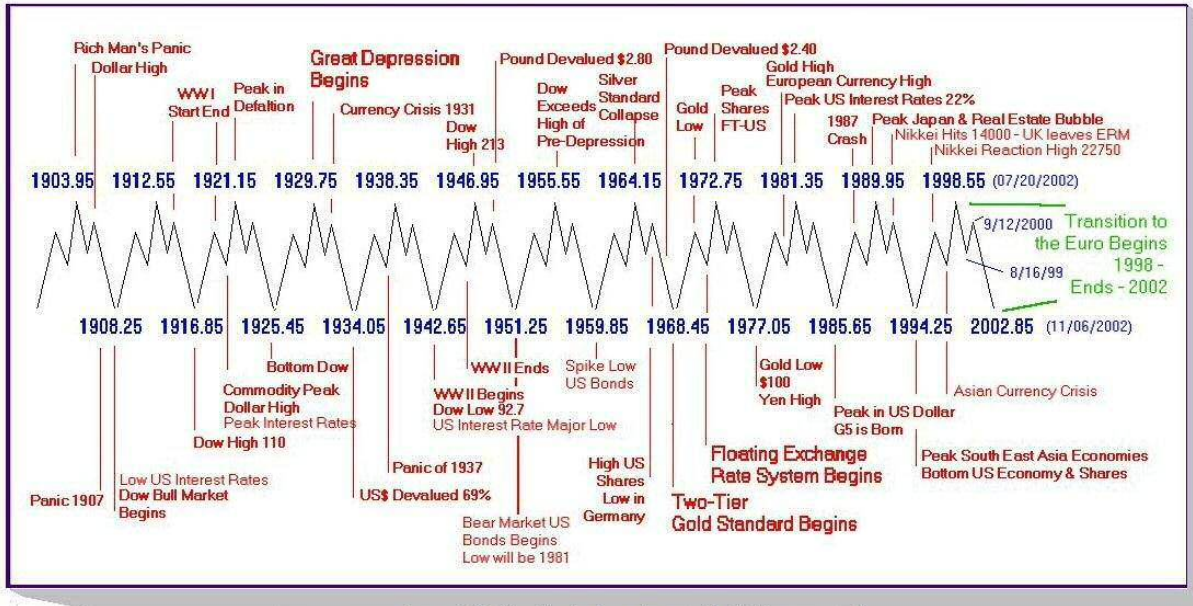 Rich Man's Panic
Dollar High
WW I
Start End
Peak in
Defaltion
Great Depression
Begins
Currency Crisis 1931
Dow
High 213
Pound Devalued $2.80
Dow
Exceeds
High of
Pre-Depression
Silver
Standard
Collapse
Pound Devalued $2.40
Gold
Low
Peak
Shares
FT-US
Gold High
European Currency High
Peak US Interest Rates 22%
1987
Crash
Peak Japan & Real Estate Bubble
Nikkei Hits 14000 - UK leaves ERM
Nikkei Reaction High 22750
1903.95 1912.55 1921.15 1929.75 1938.35 1946.95 1955.55 1964.15 1972.75 1981.35 1989.95 1998.55 (07/20/2002)
9/12/2000
8/16/99
Transition to
the Euro Begins
1998 -
Ends - 2002
1908.25 1916.85 1925.45 1934.05 1942.65 1951.25 1959.85 1968.45 1977.05 1985.65 1994.25 2002.85 (11/06/2002)
Panic 1907
Low US Interest Rates
Dow Bull Market
Begins
Dow High 110
Commodity Peak
Dollar High
Peak Interest Rates
Bottom Dow
US$ Devalued 69%
Panic of 1937
WW II Begins
Dow Low 92.7
US Interest Rate Major Low
WW II Ends
Bear Market US
Bonds Begins
Low will be 1981
Spike Low
US Bonds
High US
Shares
Low in
Germany
Two-Tier
Gold Standard Begins
Floating Exchange
Rate System Begins
Gold Low
$100
Yen High
Peak in US Dollar
G5 is Born
Peak South East Asia Economies
Bottom US Economy & Shares
Asian Currency Crisis